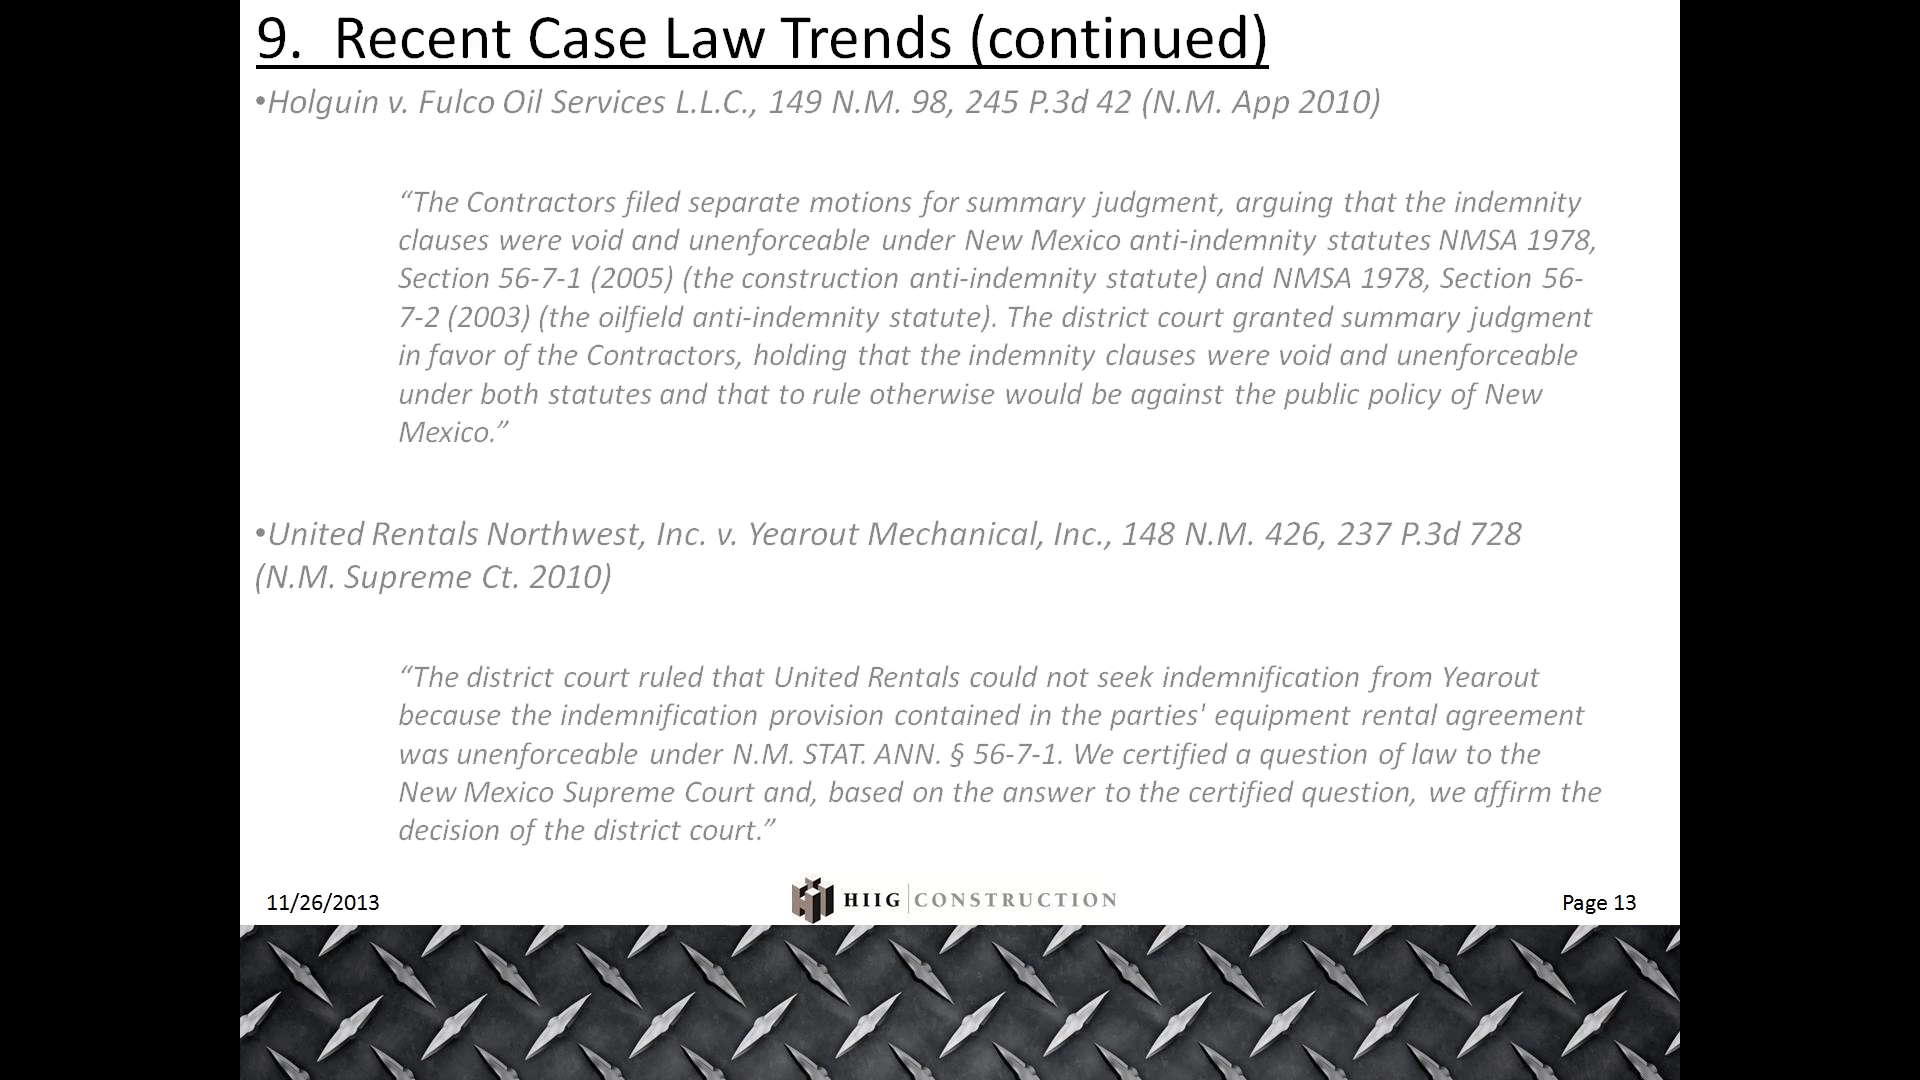 9.  Recent Case Law Trends (continued)
•Holguin v. Fulco Oil Services L.L.C., 149 N.M. 98, 245 P.3d 42 (N.M. App 2010)
“The Contractors filed separate motions for summary judgment, arguing that the indemnity
clauses were void and unenforceable under New Mexico anti-indemnity statutes NMSA 1978,
Section 56-7-1 (2005) (the construction anti-indemnity statute) and NMSA 1978, Section 56-
7-2 (2003) (the oilfield anti-indemnity statute). The district court granted summary judgment
in favor of the Contractors, holding that the indemnity clauses were void and unenforceable
under both statutes and that to rule otherwise would be against the public policy of New
Mexico.”
•United Rentals Northwest, Inc. v. Yearout Mechanical, Inc., 148 N.M. 426, 237 P.3d 728
(N.M. Supreme Ct. 2010)
“The district court ruled that United Rentals could not seek indemnification from Yearout
because the indemnification provision contained in the parties' equipment rental agreement
was unenforceable under N.M. STAT. ANN. § 56-7-1. We certified a question of law to the
New Mexico Supreme Court and, based on the answer to the certified question, we affirm the
decision of the district court.”
11/26/2013
HIIG CONSTRUCTION
Page 13